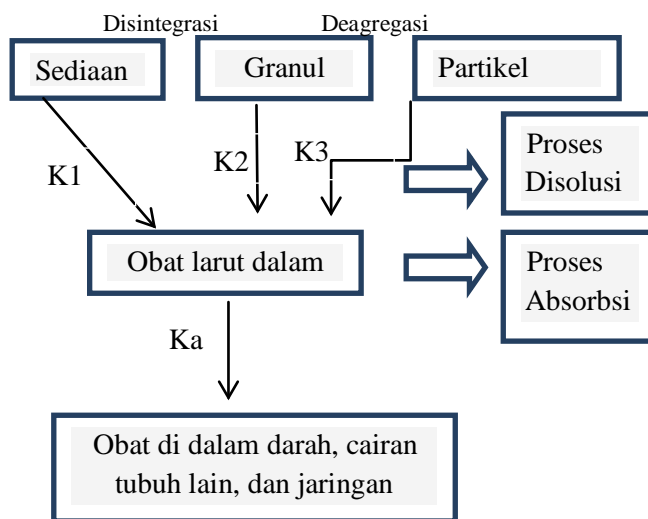 Disintegrasi
Deagregasi
Sediaan
Granul
Partikel
K1
K2
K3
Proses
Disolusi
Obat larut dalam
Proses
Absorbsi
Ka
Obat di dalam darah, cairan
tubuh lain, dan jaringan